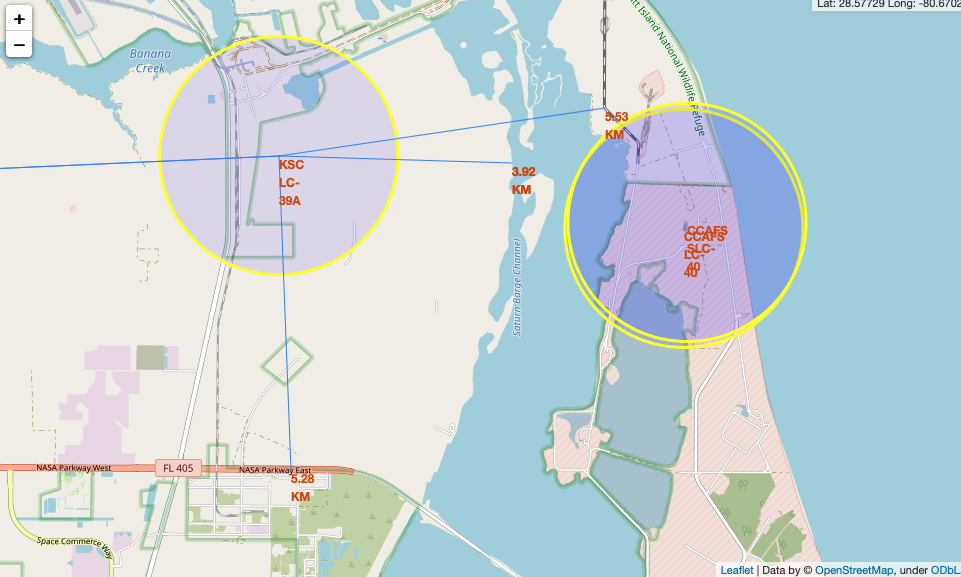 +
−
Lat: 28.57729 Long: -80.6702
Banana
Creek
Island National Wildlife Refuge
5.53
KM
KSC
LC-
39A
3.92
KM
CCAFS
SLC-
40
CCAFS
LC-
40
Saturn Barge Channel
NASA Parkway West
FL 405
NASA Parkway East
5.28
KM
Space Commerce Way
Leaflet | Data by © OpenStreetMap, under ODbL